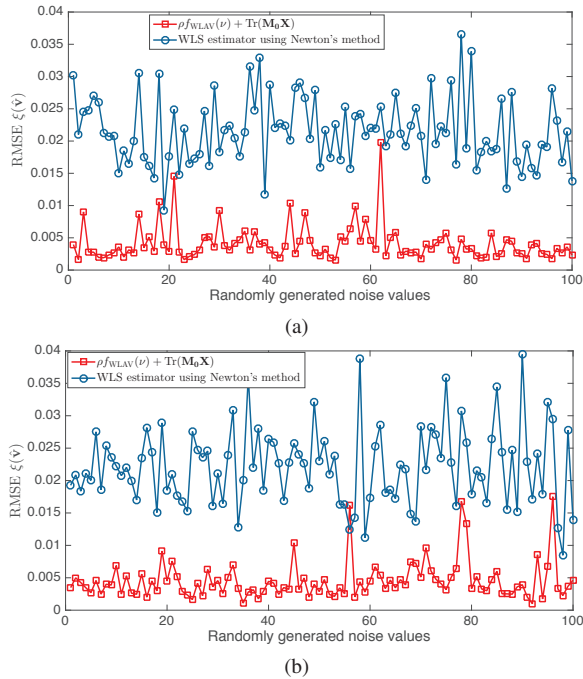 0.04
ρf_WLAV(ν) + Tr(M₀X)
WLS estimator using Newton's method
0.035
0.03
0.025
0.02
0.015
0.01
0.005
0
RMSE ξ(v̂)
0 20 40 60 80 100
Randomly generated noise values
(a)
0.04
ρf_WLAV(ν) + Tr(M₀X)
WLS estimator using Newton's method
0.035
0.03
0.025
0.02
0.015
0.01
0.005
0
RMSE ξ(v̂)
0 20 40 60 80 100
Randomly generated noise values
(b)